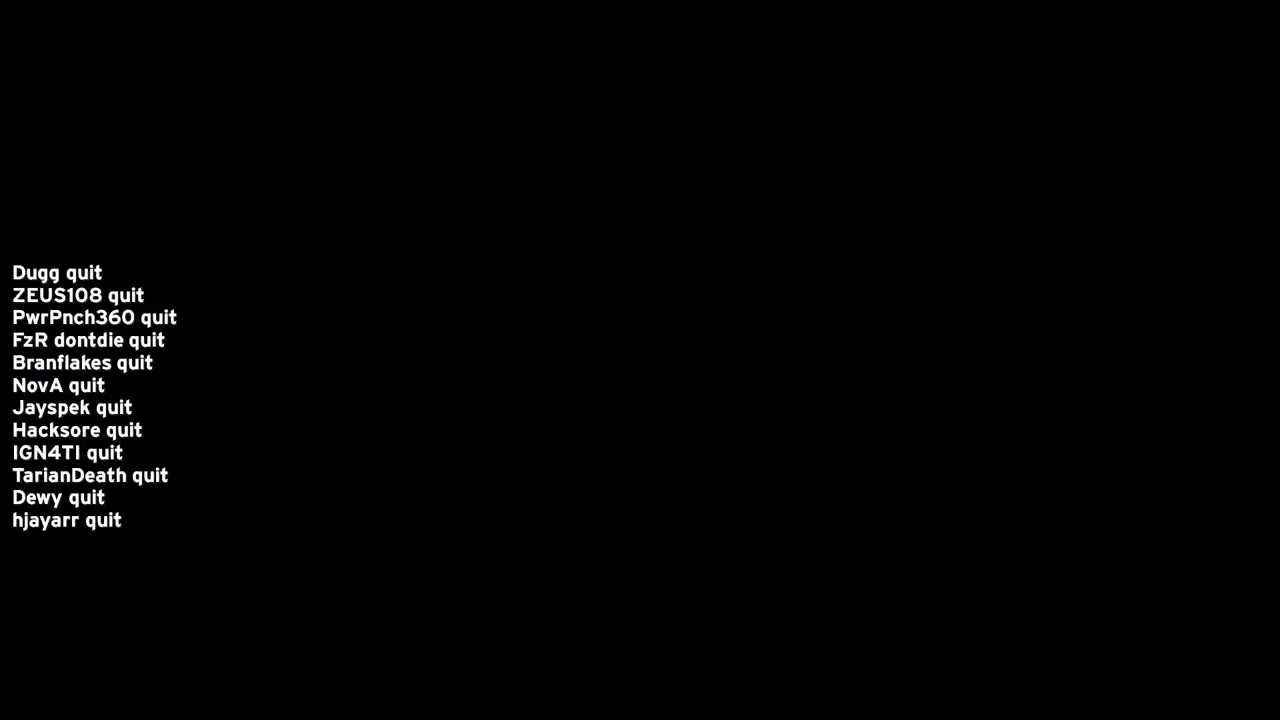 Dugg quit
ZEUS108 quit
PwrPnch360 quit
FzR dontdie quit
Branflakes quit
NovA quit
Jayspek quit
Hacksore quit
IGN4TI quit
TarianDeath quit
Dewy quit
hjayarr quit